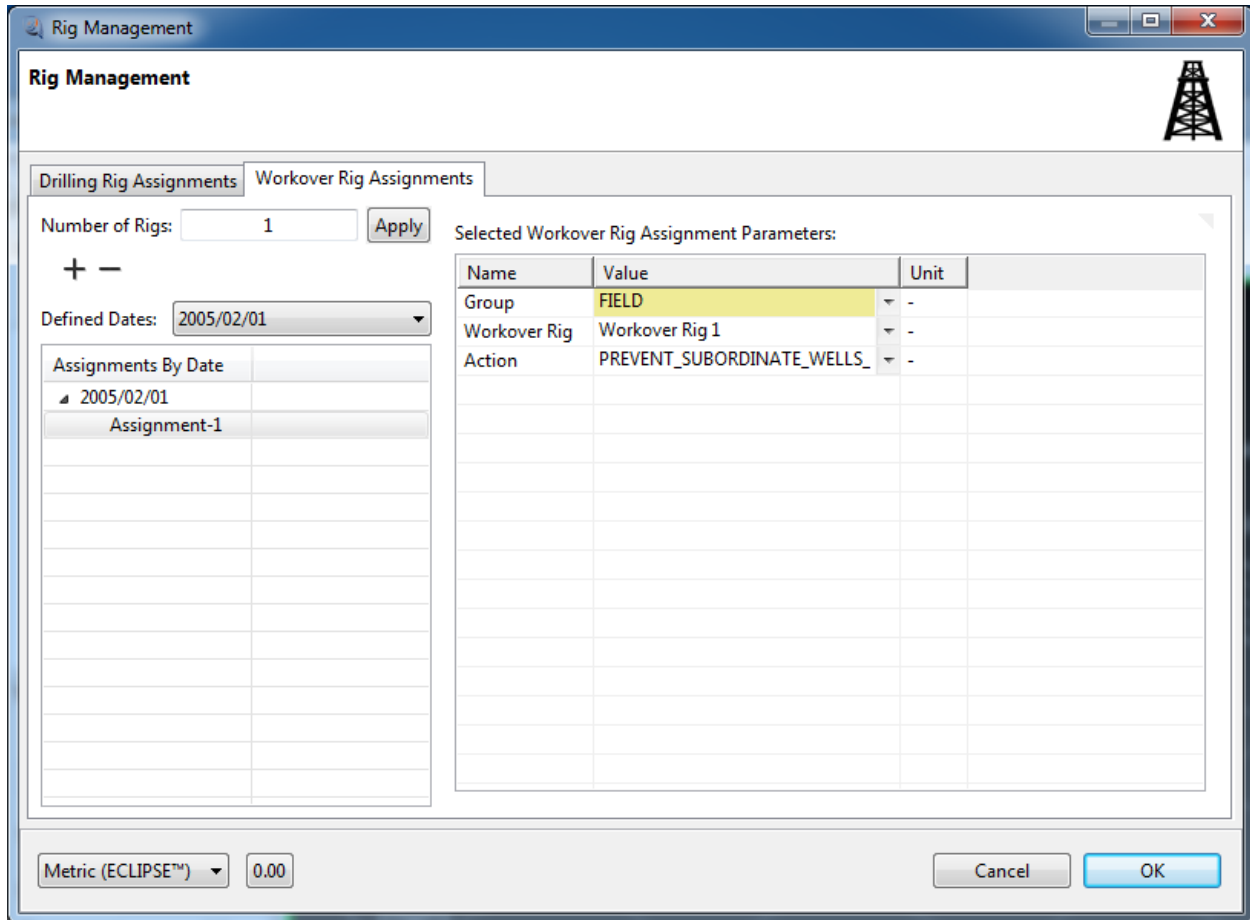 Rig Management
Rig Management
Drilling Rig Assignments
Workover Rig Assignments
Number of Rigs:
1
Apply
+ −
Defined Dates:
2005/02/01
Assignments By Date
2005/02/01
Assignment-1
Selected Workover Rig Assignment Parameters:
Name Value Unit
Group FIELD -
Workover Rig Workover Rig 1 -
Action PREVENT_SUBORDINATE_WELLS_ -
Metric (ECLIPSE™)
0.00
Cancel
OK